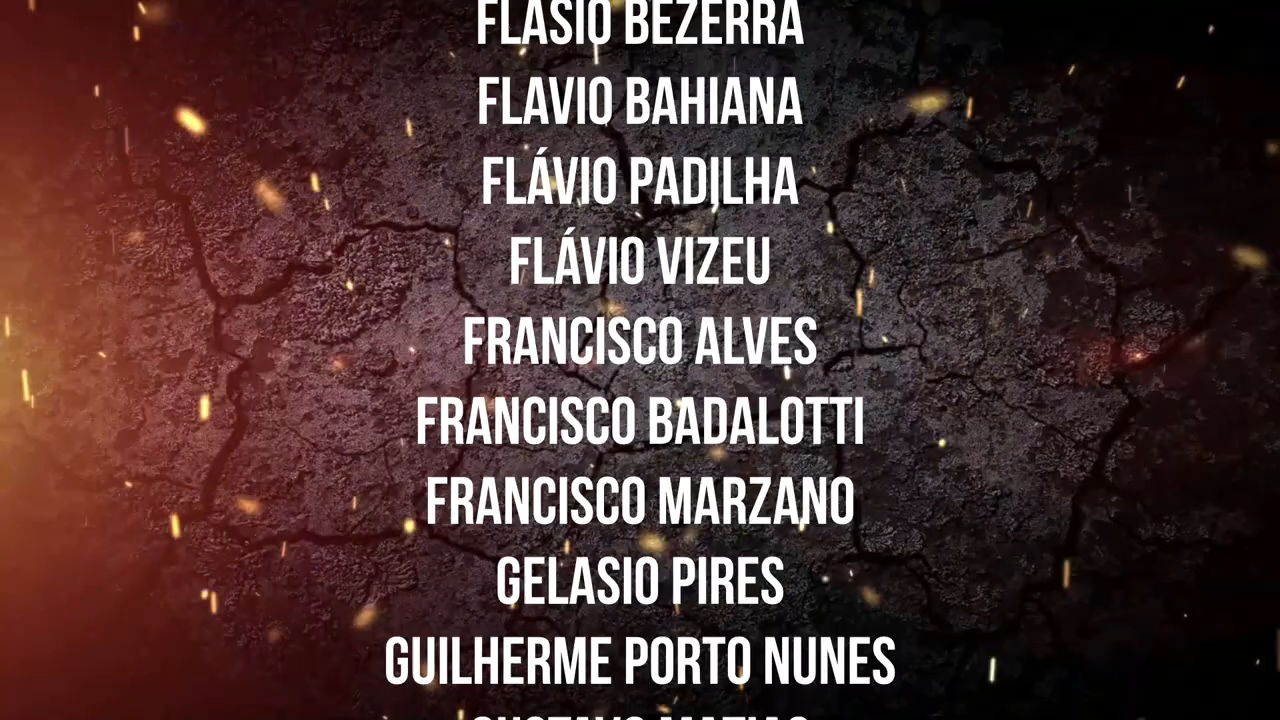 FLASIO BEZERRA
FLAVIO BAHIANA
FLÁVIO PADILHA
FLÁVIO VIZEU
FRANCISCO ALVES
FRANCISCO BADALOTTI
FRANCISCO MARZANO
GELASIO PIRES
GUILHERME PORTO NUNES